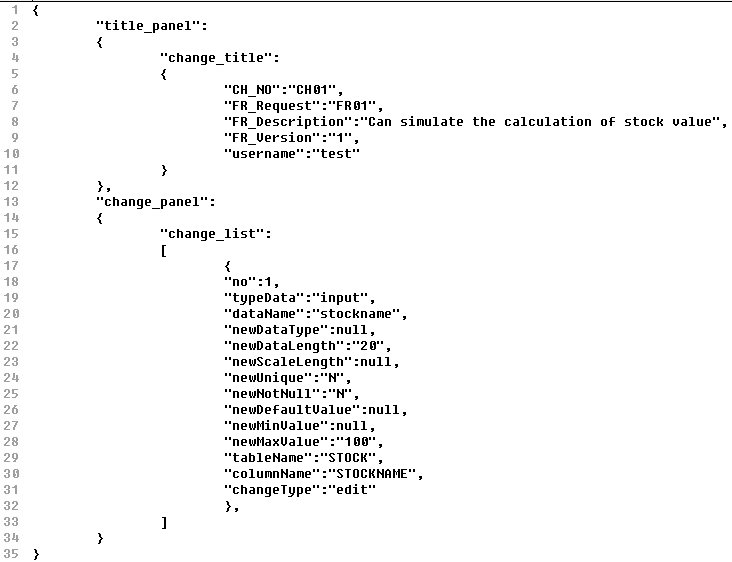 1 {
2 "title_panel":
3 {
4 "change_title":
5 {
6 "CH_NO":"CH01",
7 "FR_Request":"FR01",
8 "FR_Description":"Can simulate the calculation of stock value",
9 "FR_Version":"1",
10 "username":"test"
11 }
12 },
13 "change_panel":
14 {
15 "change_list":
16 [
17 {
18 "no":1,
19 "typeData":"input",
20 "dataName":"stockname",
21 "newDataType":null,
22 "newDataLength":"20",
23 "newScaleLength":null,
24 "newUnique":"N",
25 "newNotNull":"N",
26 "newDefaultValue":null,
27 "newMinValue":null,
28 "newMaxValue":"100",
29 "tableName":"STOCK",
30 "columnName":"STOCKNAME",
31 "changeType":"edit"
32 },
33 ]
34 }
35 }